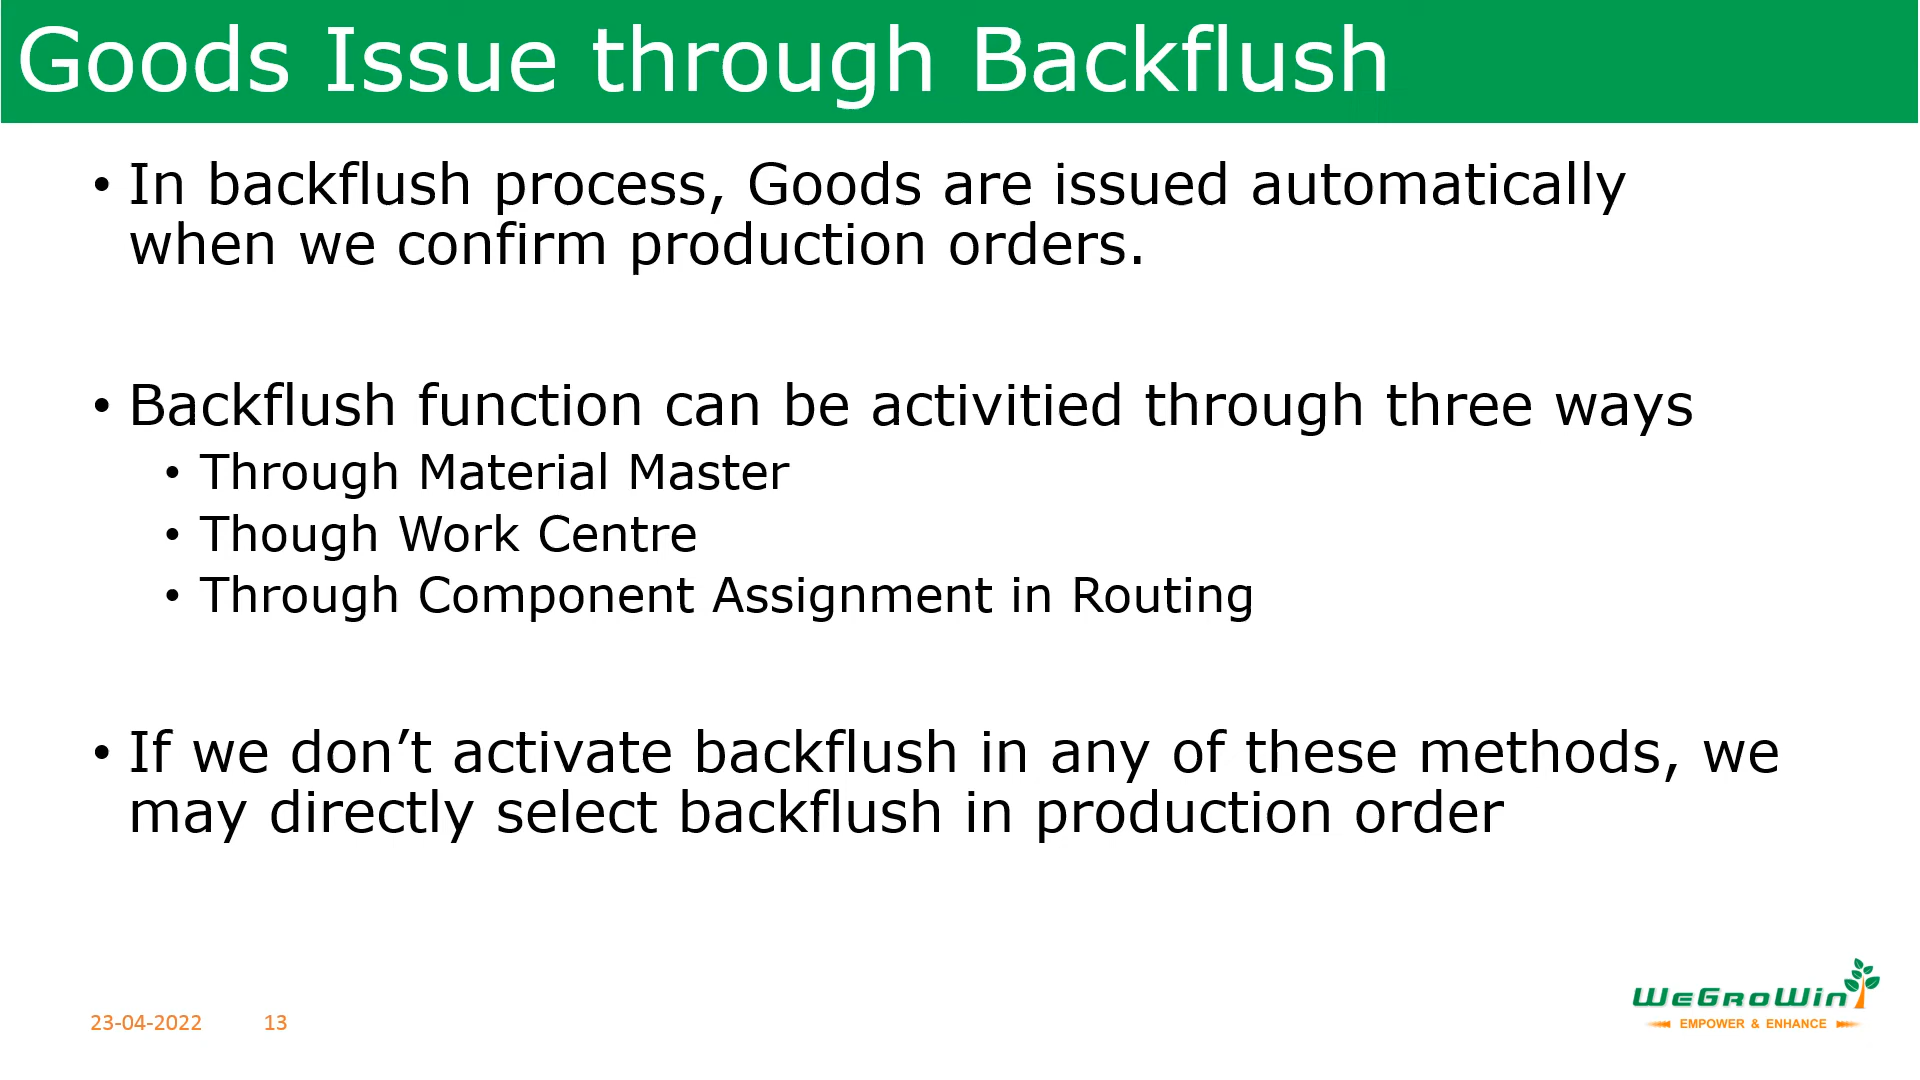 Goods Issue through Backflush
• In backflush process, Goods are issued automatically
when we confirm production orders.
• Backflush function can be activitied through three ways
• Through Material Master
• Though Work Centre
• Through Component Assignment in Routing
• If we don’t activate backflush in any of these methods, we
may directly select backflush in production order
23-04-2022 13
WeGroWin
EMPOWER & ENHANCE